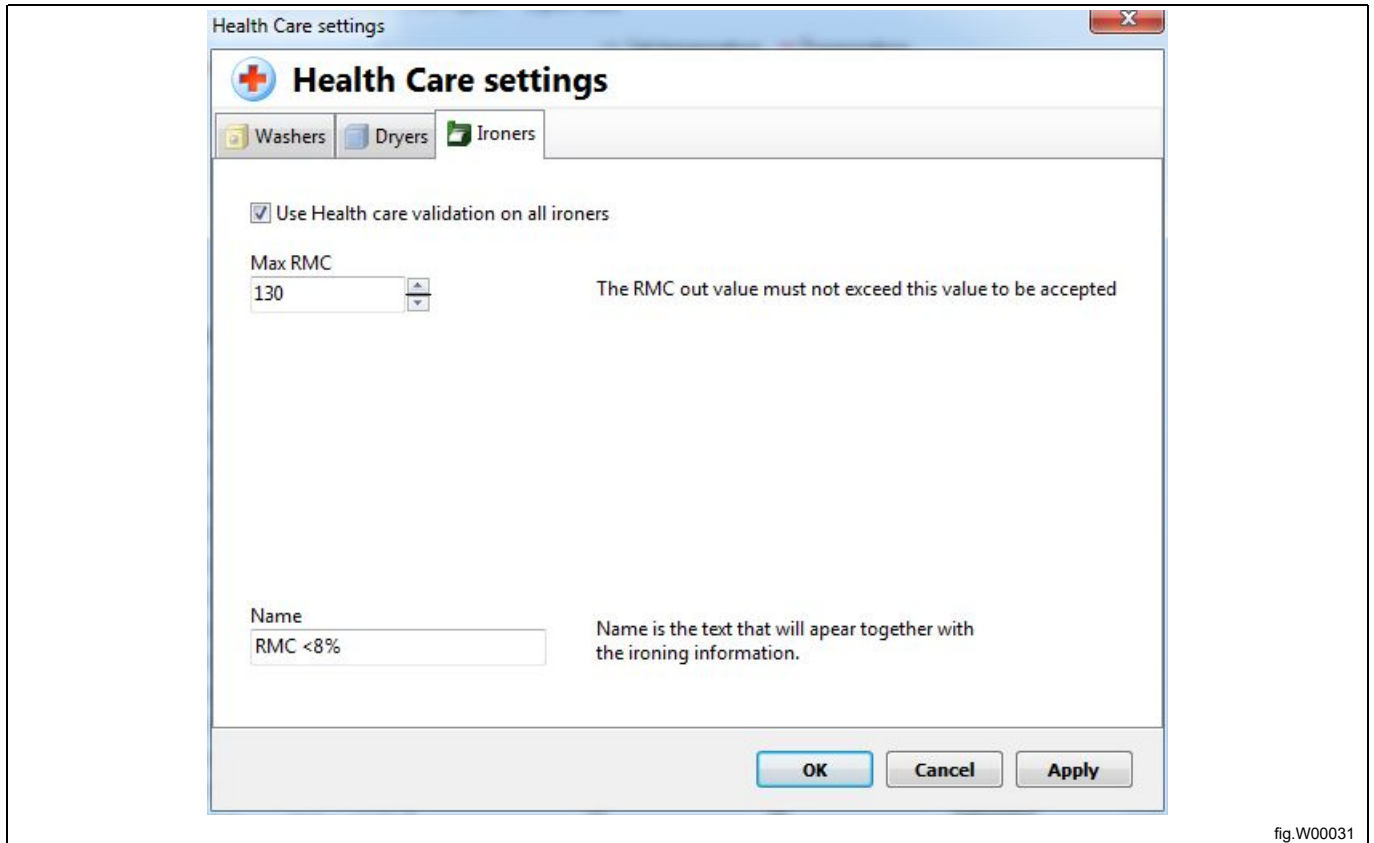 Health Care settings
Health Care settings
Washers Dryers Ironers
Use Health care validation on all ironers
Max RMC
130
The RMC out value must not exceed this value to be accepted
Name
RMC <8%
Name is the text that will apear together with
the ironing information.
OK Cancel Apply
fig.W00031